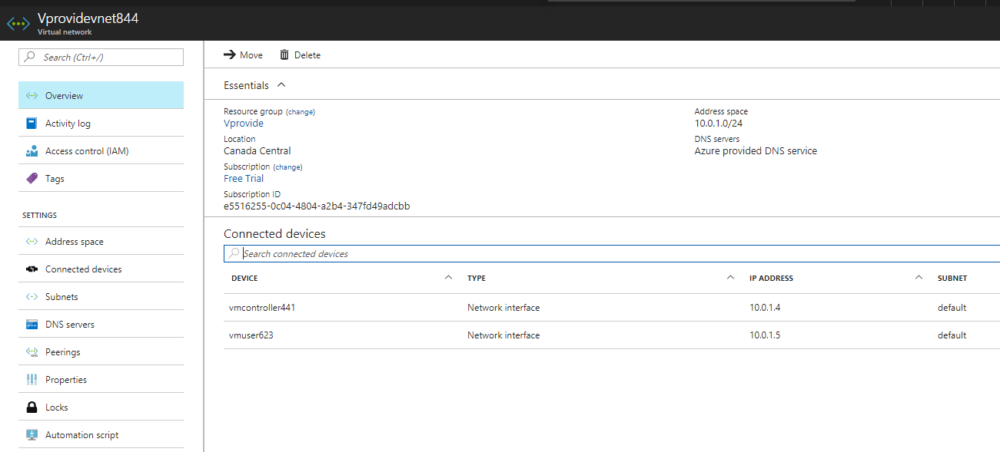 Vprovidevnet844
Virtual network
Search (Ctrl+/)
Overview
Activity log
Access control (IAM)
Tags
SETTINGS
Address space
Connected devices
Subnets
DNS servers
Peerings
Properties
Locks
Automation script
Move Delete
Essentials
Resource group (change)
Vprovide
Location
Canada Central
Subscription (change)
Free Trial
Subscription ID
e5516255-0c04-4804-a2b4-347fd49adcbb
Address space
10.0.1.0/24
DNS servers
Azure provided DNS service
Connected devices
Search connected devices
DEVICE TYPE IP ADDRESS SUBNET
vmcontroller441 Network interface 10.0.1.4 default
vmuser623 Network interface 10.0.1.5 default